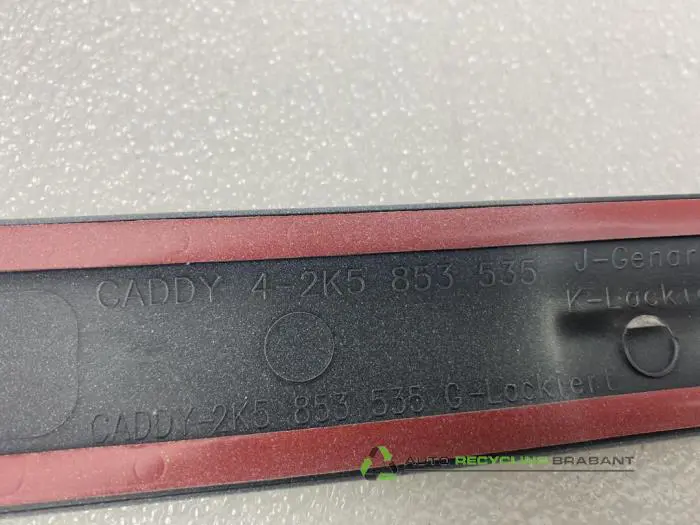 CADDY 4-2K5 853 535 J-Genar
K-Lackie
CADDY-2K5 853 535 G-Lackiert
AUTO RECYCLING BRABANT